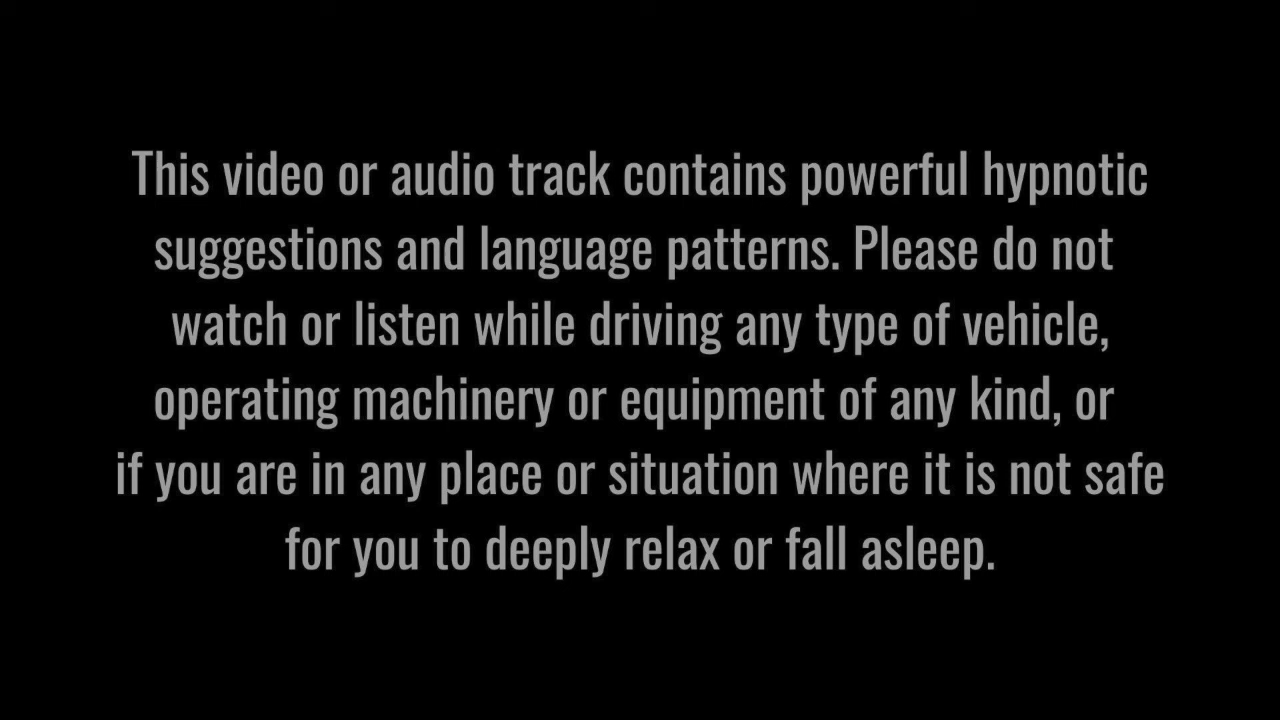 This video or audio track contains powerful hypnotic
suggestions and language patterns. Please do not
watch or listen while driving any type of vehicle,
operating machinery or equipment of any kind, or
if you are in any place or situation where it is not safe
for you to deeply relax or fall asleep.